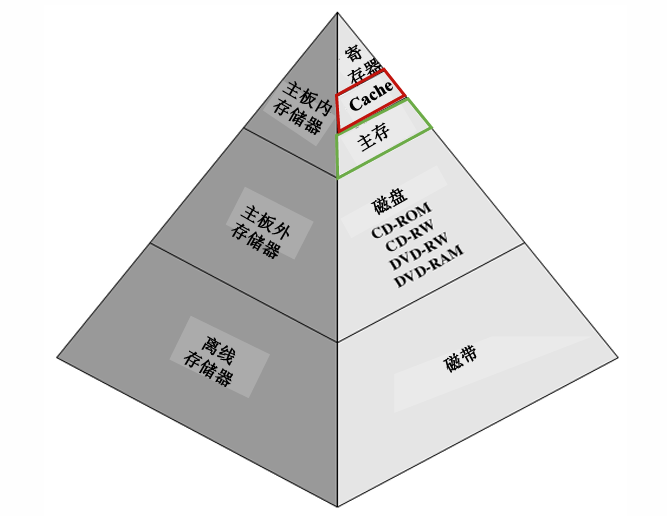 寄
存器
Cache
主存
主板内
存储器
磁盘
CD-ROM
CD-RW
DVD-RW
DVD-RAM
主板外
存储器
磁带
离线
存储器